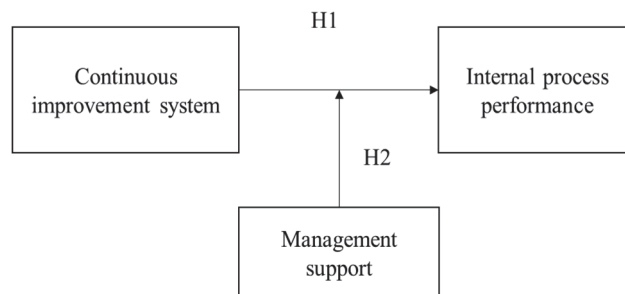 H1
Continuous
improvement system
Internal process
performance
H2
Management
support